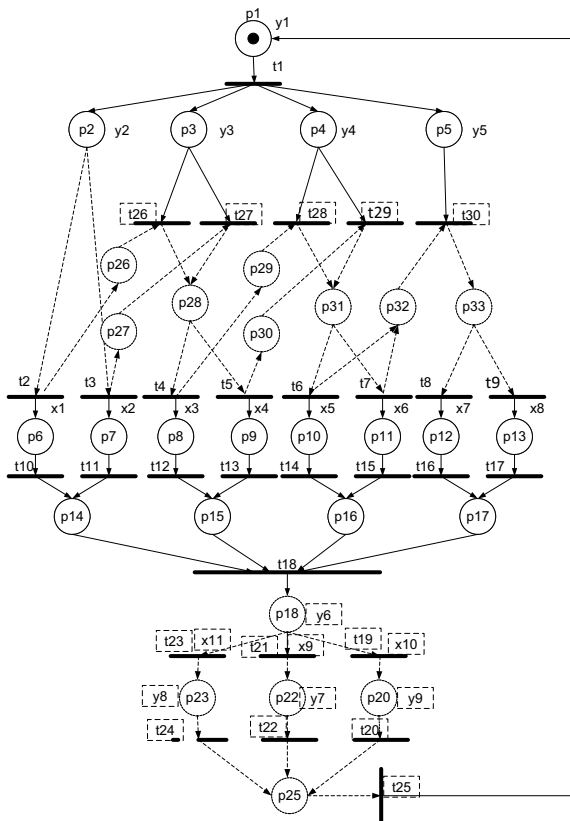 p1
y1
t1
p2 y2 p3 y3 p4 y4 p5 y5
t26 t27 t28 t29 t30
p26 p29
p28 p31 p32 p33
p27 p30
t2 t3 t4 t5 t6 t7 t8 t9
x1 x2 x3 x4 x5 x6 x7 x8
p6 p7 p8 p9 p10 p11 p12 p13
t10 t11 t12 t13 t14 t15 t16 t17
p14 p15 p16 p17
t18
p18 y6
t23 x11 t21 x9 t19 x10
y8 p23 p22 y7 p20 y9
t24 t22 t20
p25 t25